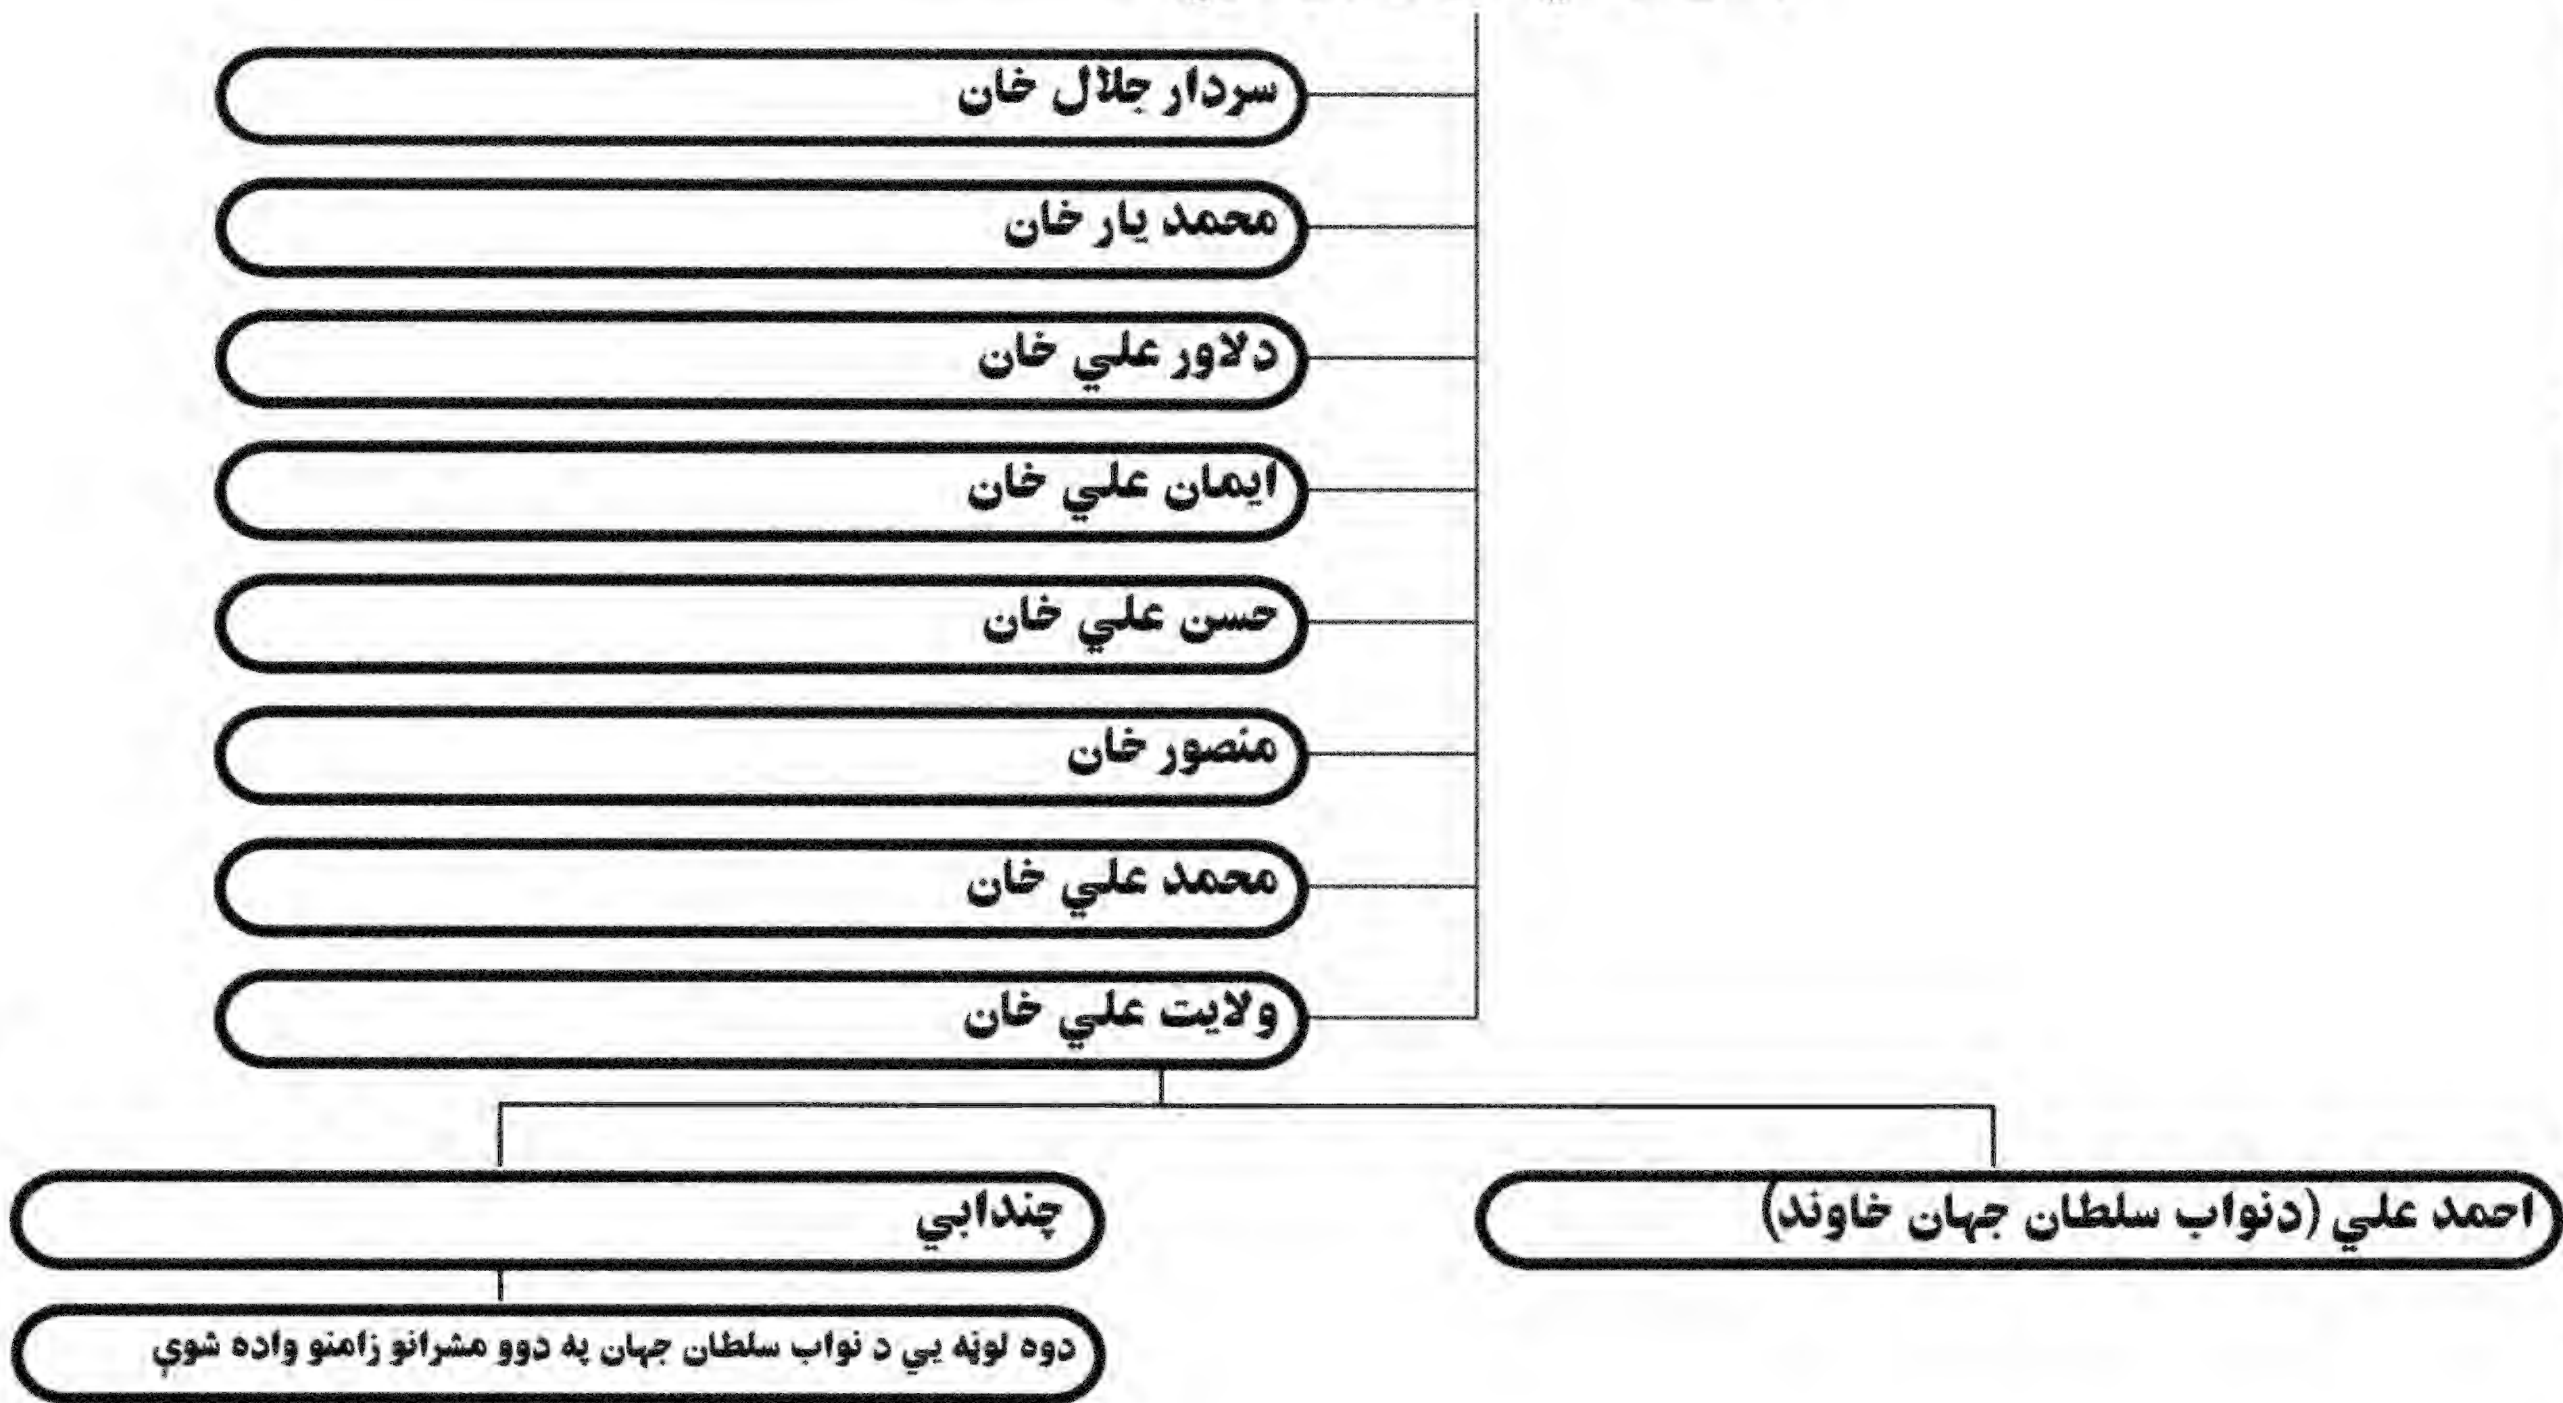 سردار جلال خان
محمد يار خان
دلاور علي خان
ايمان علي خان
حسن علي خان
منصور خان
محمد علي خان
ولايت علي خان
احمد علي (دنواب سلطان جهان خاوند)
چندابي
دوه لوڼه يي د نواب سلطان جهان په دوو مشرانو زامنو واده شوې